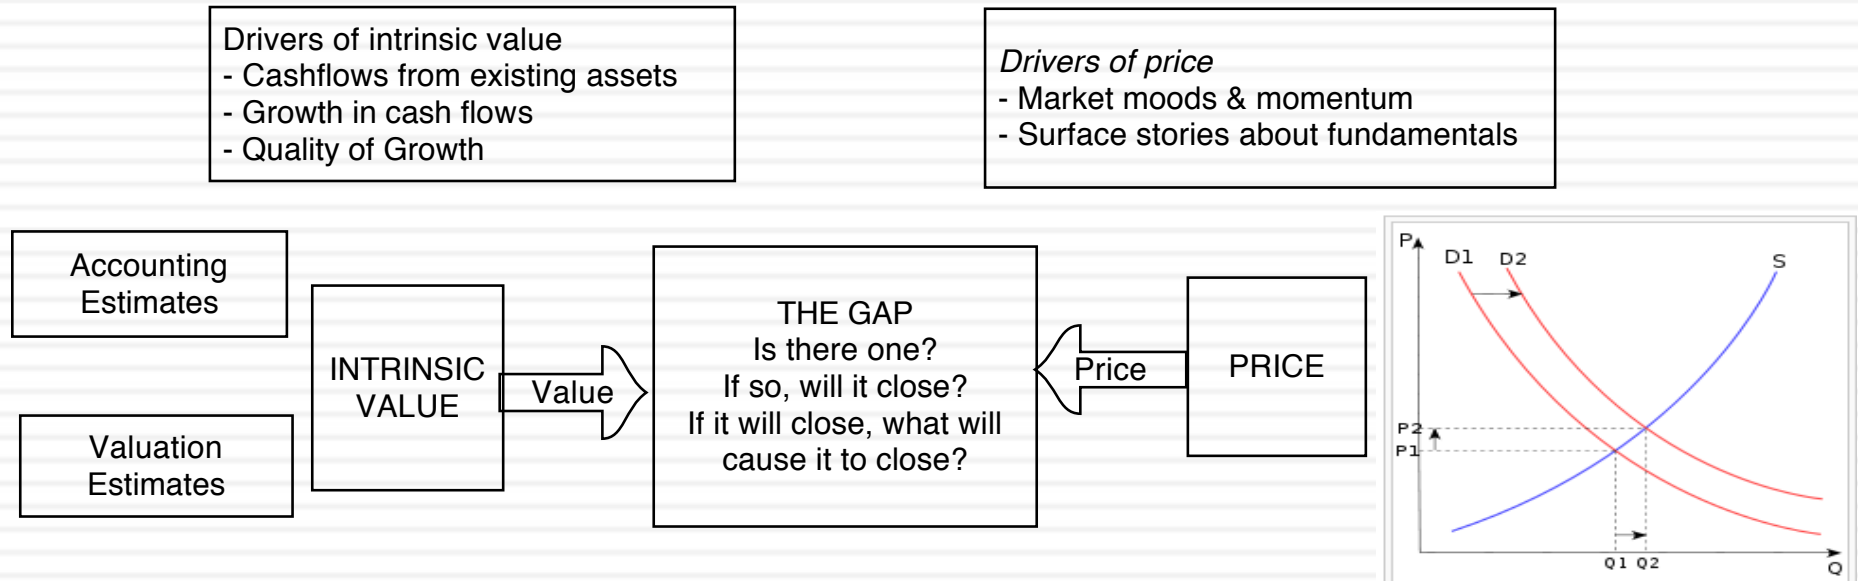 Drivers of intrinsic value
- Cashflows from existing assets
- Growth in cash flows
- Quality of Growth
Drivers of price
- Market moods & momentum
- Surface stories about fundamentals
Accounting
Estimates
Valuation
Estimates
INTRINSIC
VALUE
Value
THE GAP
Is there one?
If so, will it close?
If it will close, what will
cause it to close?
Price
PRICE
P
D1
D2
S
P2
P1
Q1
Q2
Q